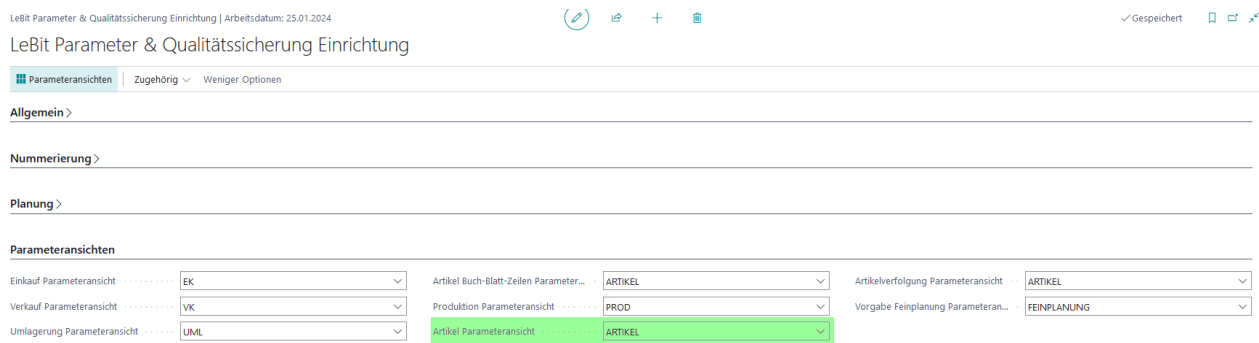 LeBit Parameter & Qualitätssicherung Einrichtung | Arbeitsdatum: 25.01.2024
Gespeichert
LeBit Parameter & Qualitätssicherung Einrichtung
Parameteransichten
Zugehörig
Weniger Optionen
Allgemein
Nummerierung
Planung
Parameteransichten
Einkauf Parameteransicht EK
Artikel Buch-Blatt-Zeilen Parameter... ARTIKEL
Artikelverfolgung Parameteransicht ARTIKEL
Verkauf Parameteransicht VK
Produktion Parameteransicht PROD
Vorgabe Feinplanung Parameteran... FEINPLANUNG
Umlagerung Parameteransicht UML
Artikel Parameteransicht ARTIKEL